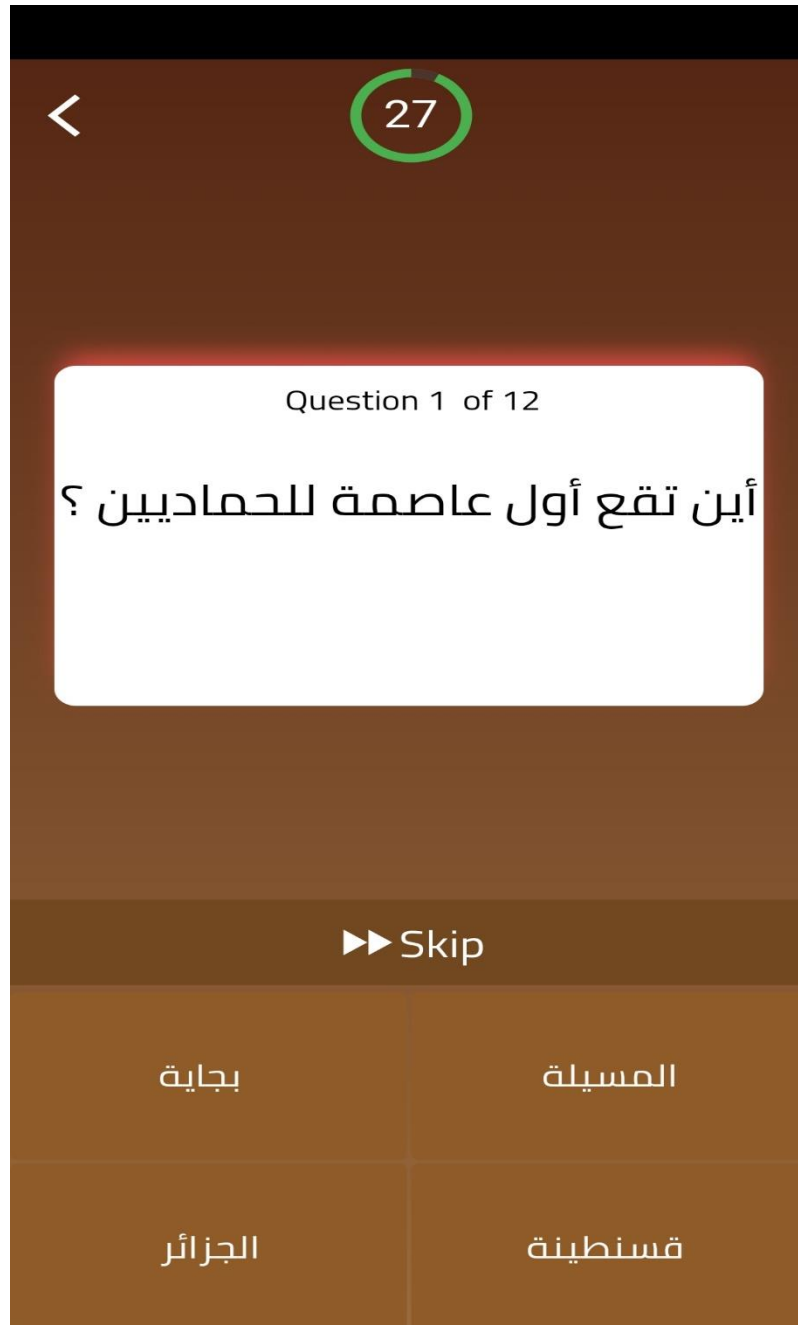 27
Question 1 of 12
أين تقع أول عاصمة للحماديين ؟
Skip
المسيلة
بجاية
قسنطينة
الجزائر